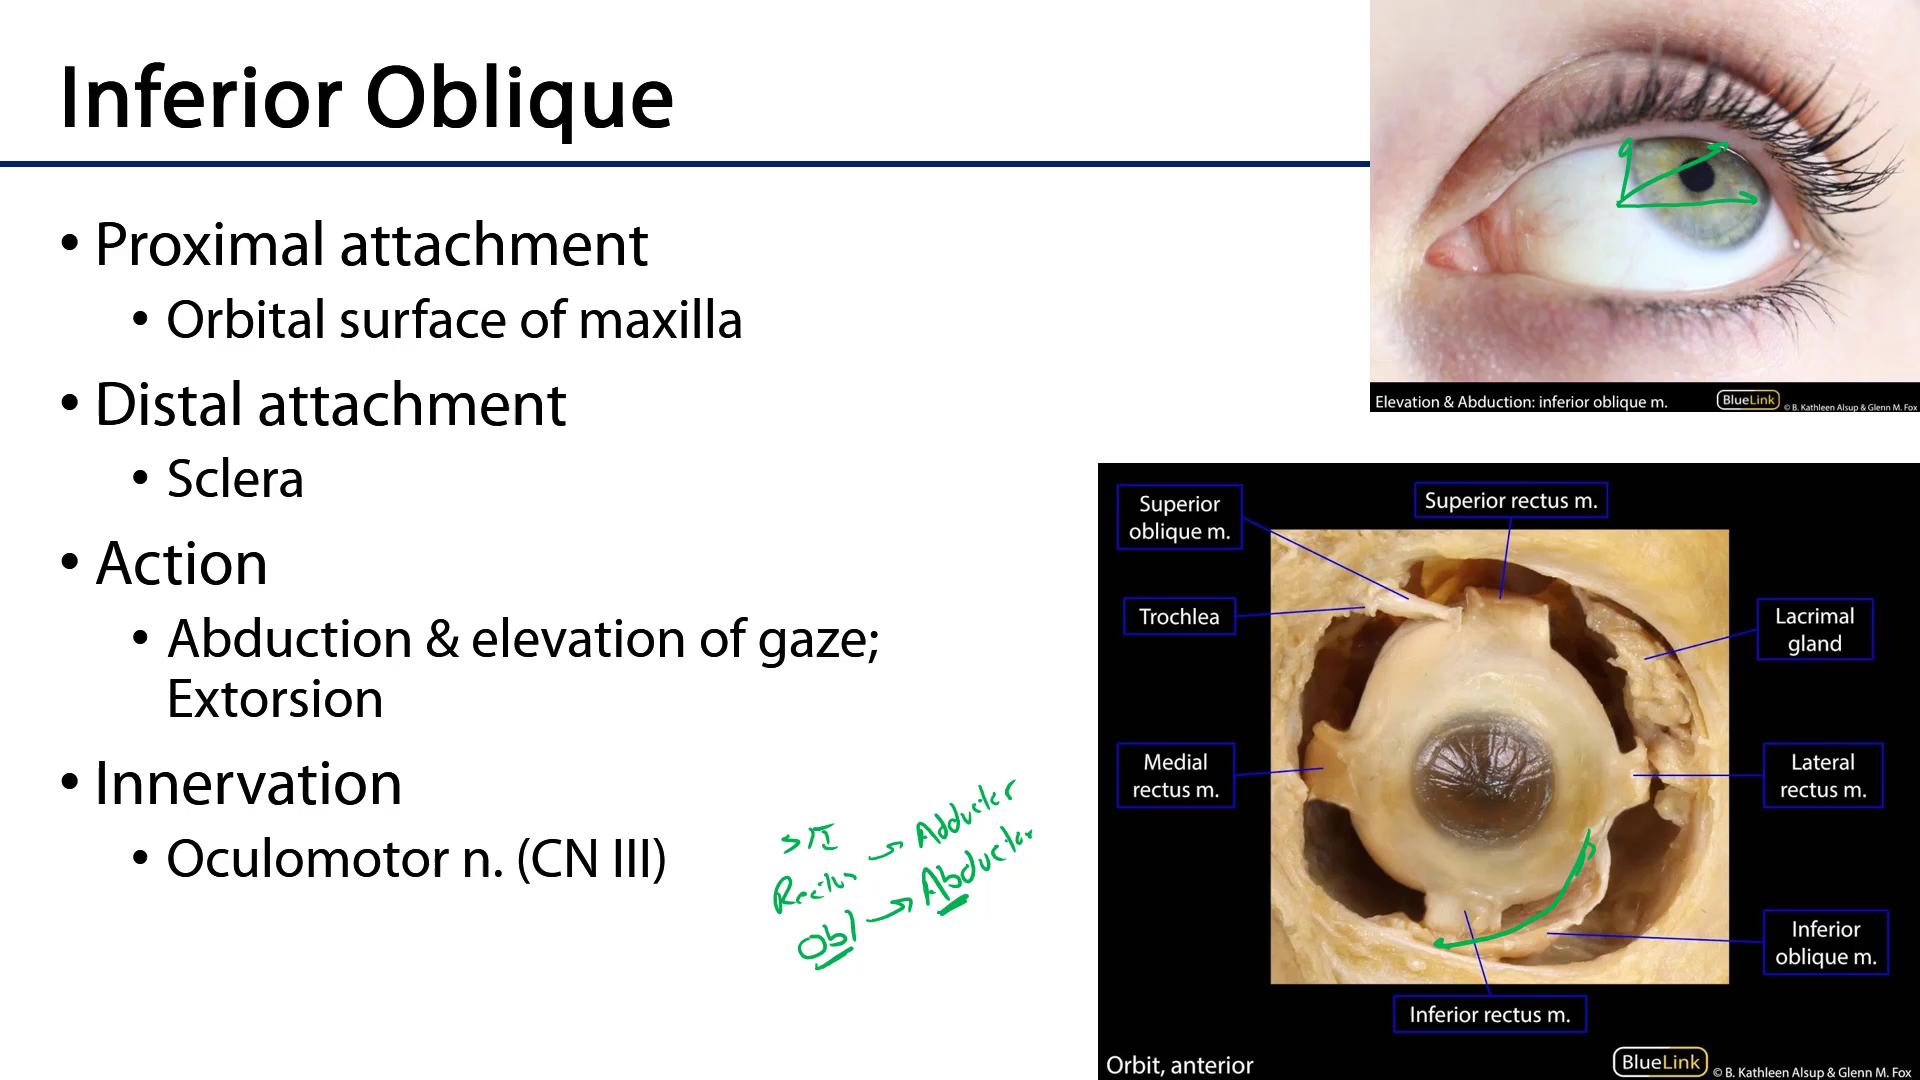 Inferior Oblique
• Proximal attachment
• Orbital surface of maxilla
• Distal attachment
• Sclera
• Action
• Abduction & elevation of gaze;
Extorsion
• Innervation
• Oculomotor n. (CN III)
S/I
Rectus → Adductor
Obl → Abductor
Elevation & Abduction: inferior oblique m.
BlueLink
© B. Kathleen Alsup & Glenn M. Fox
Superior
oblique m.
Superior rectus m.
Trochlea
Lacrimal
gland
Medial
rectus m.
Lateral
rectus m.
Inferior
oblique m.
Inferior rectus m.
Orbit, anterior
BlueLink
© B. Kathleen Alsup & Glenn M. Fox